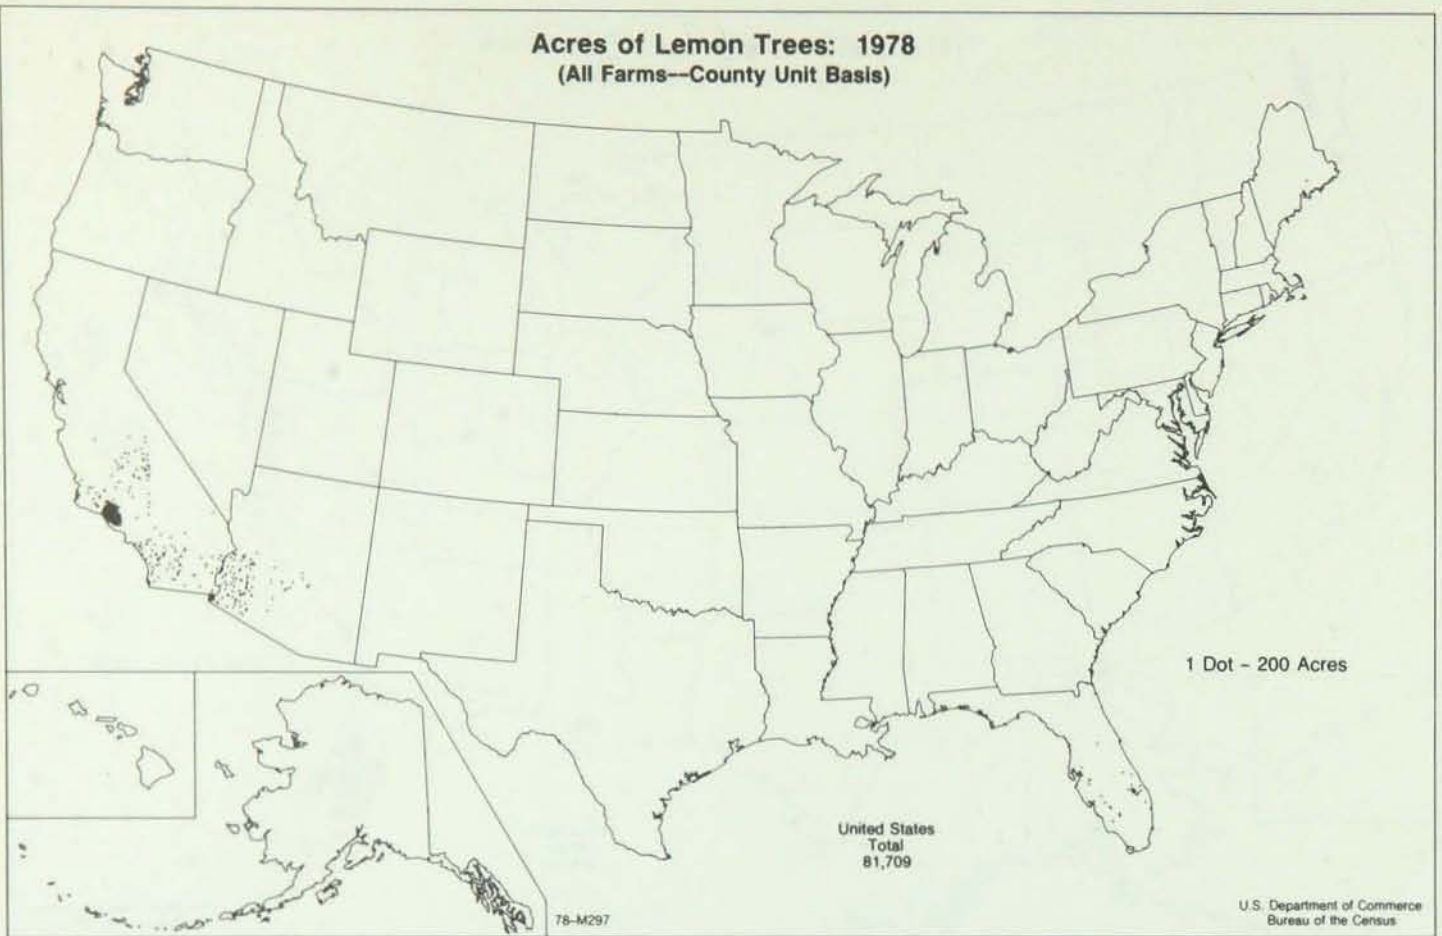 Acres of Lemon Trees: 1978
(All Farms--County Unit Basis)
1 Dot - 200 Acres
United States
Total
81,709
78-M297
U.S. Department of Commerce
Bureau of the Census